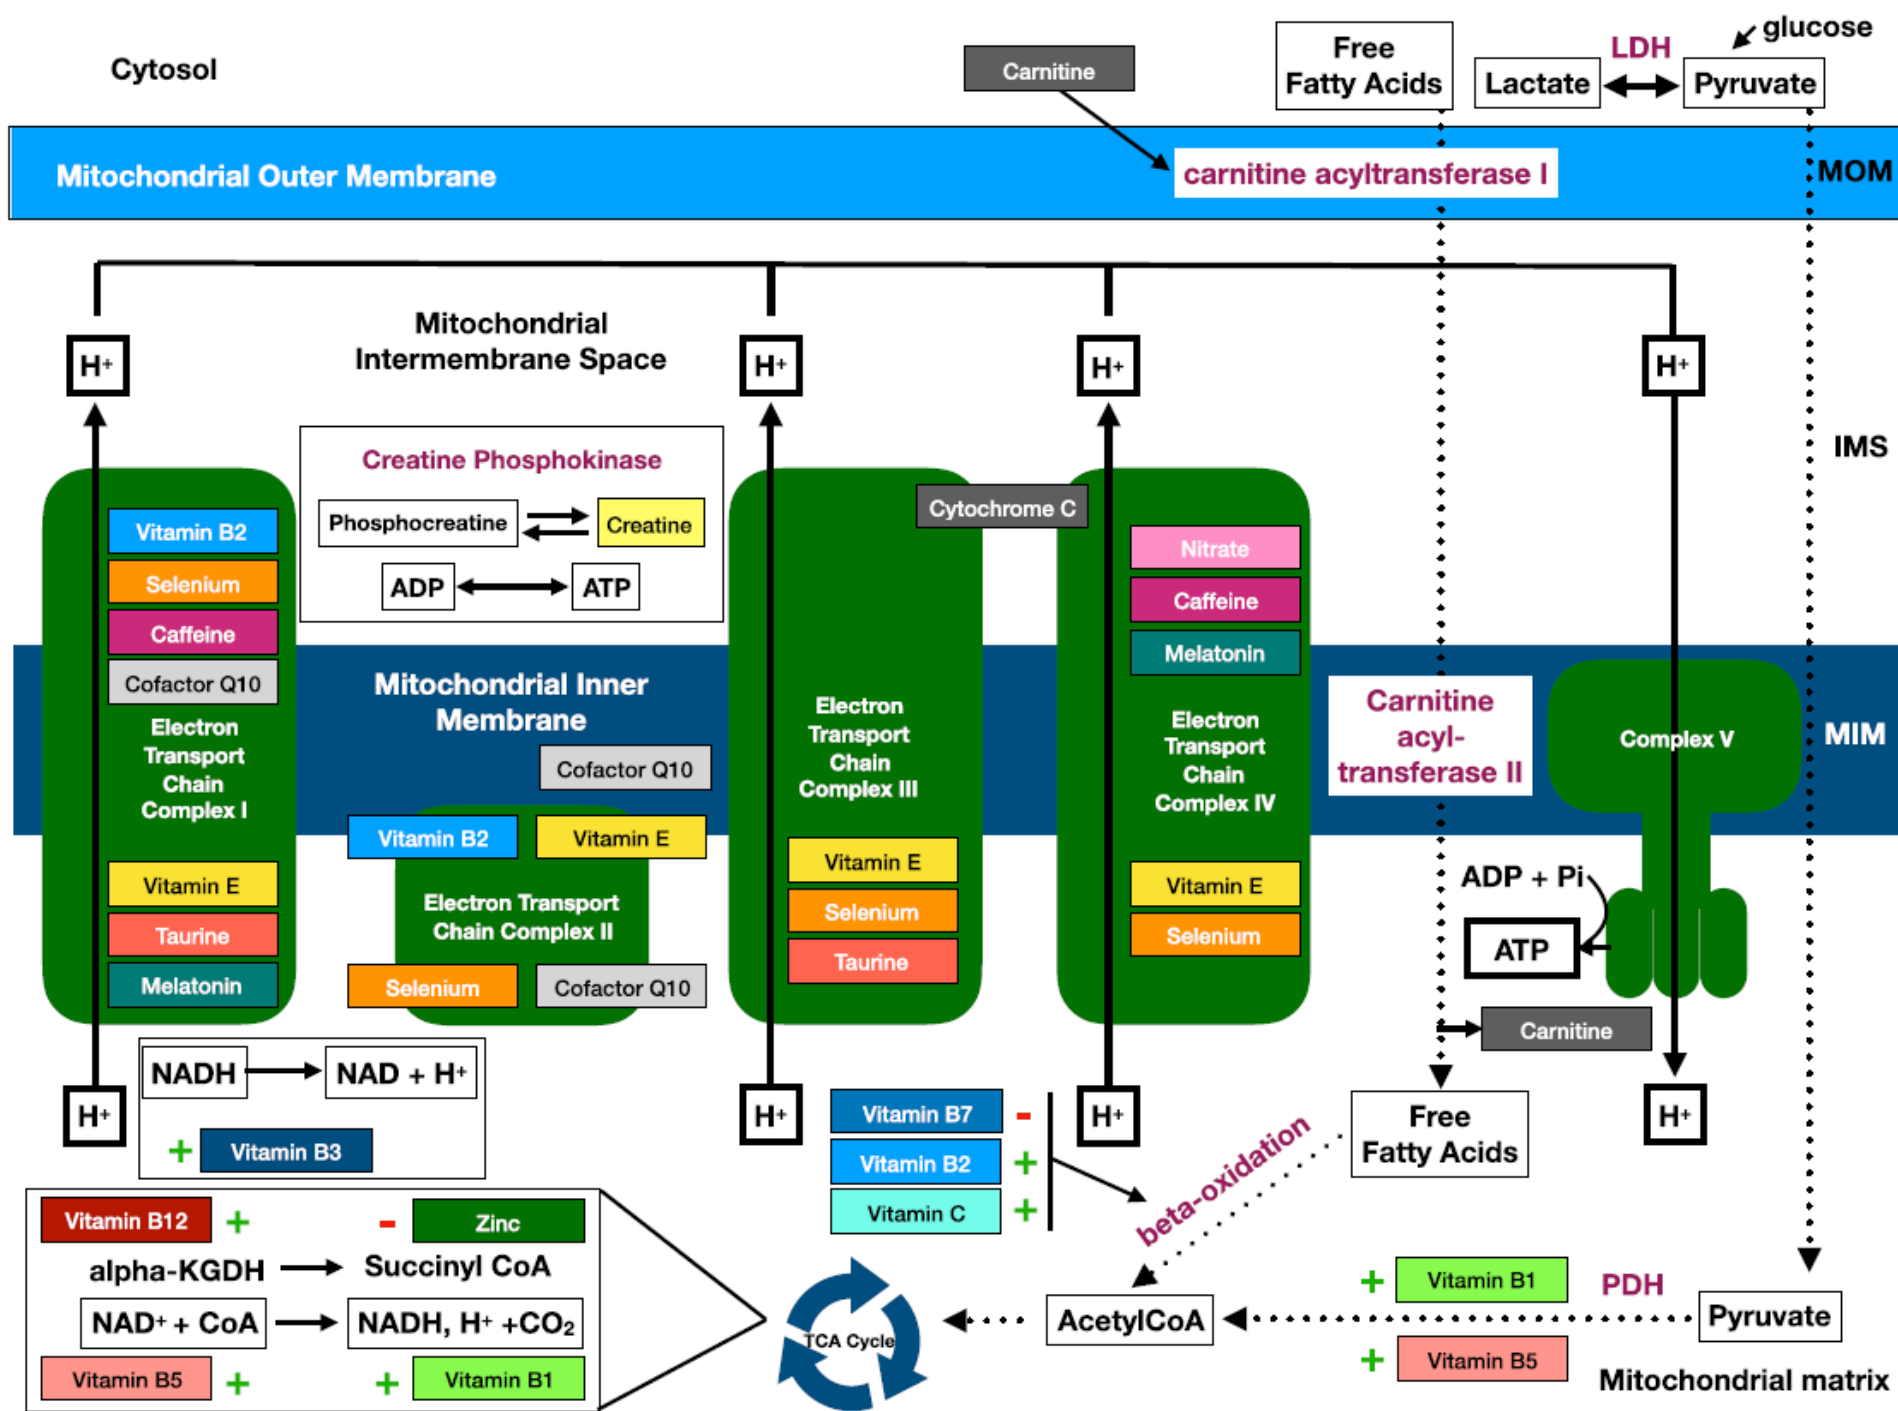 glucose
Cytosol
Carnitine
Free
Fatty Acids
LDH
Lactate
Pyruvate
Mitochondrial Outer Membrane
carnitine acyltransferase I
MOM
Mitochondrial
Intermembrane Space
H+
H+
H+
H+
IMS
Creatine Phosphokinase
Phosphocreatine
Creatine
ADP
ATP
Cytochrome C
Vitamin B2
Selenium
Caffeine
Cofactor Q10
Electron
Transport
Chain
Complex I
Vitamin E
Taurine
Melatonin
Mitochondrial Inner
Membrane
Cofactor Q10
Vitamin B2
Vitamin E
Electron Transport
Chain Complex II
Selenium
Cofactor Q10
Electron
Transport
Chain
Complex III
Vitamin E
Selenium
Taurine
Nitrate
Caffeine
Melatonin
Electron
Transport
Chain
Complex IV
Vitamin E
Selenium
Carnitine
acyl-
transferase II
Complex V
MIM
ADP + Pi
ATP
Carnitine
NADH
NAD + H+
+ Vitamin B3
H+
H+
H+
H+
Vitamin B7 -
Vitamin B2 +
Vitamin C +
beta-oxidation
Free
Fatty Acids
Vitamin B12 +
- Zinc
alpha-KGDH
Succinyl CoA
NAD+ + CoA
NADH, H+ +CO₂
Vitamin B5 +
+ Vitamin B1
TCA Cycle
AcetylCoA
+ Vitamin B1
PDH
Pyruvate
+ Vitamin B5
Mitochondrial matrix